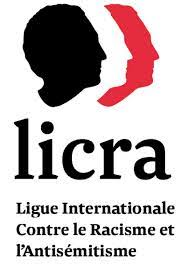 licra
Ligue Internationale
Contre le Racisme et
l'Antisémitisme